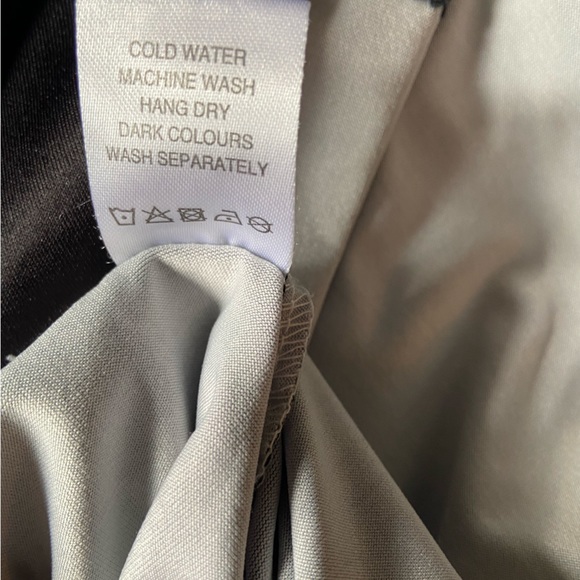 COLD WATER
MACHINE WASH
HANG DRY
DARK COLOURS
WASH SEPARATELY